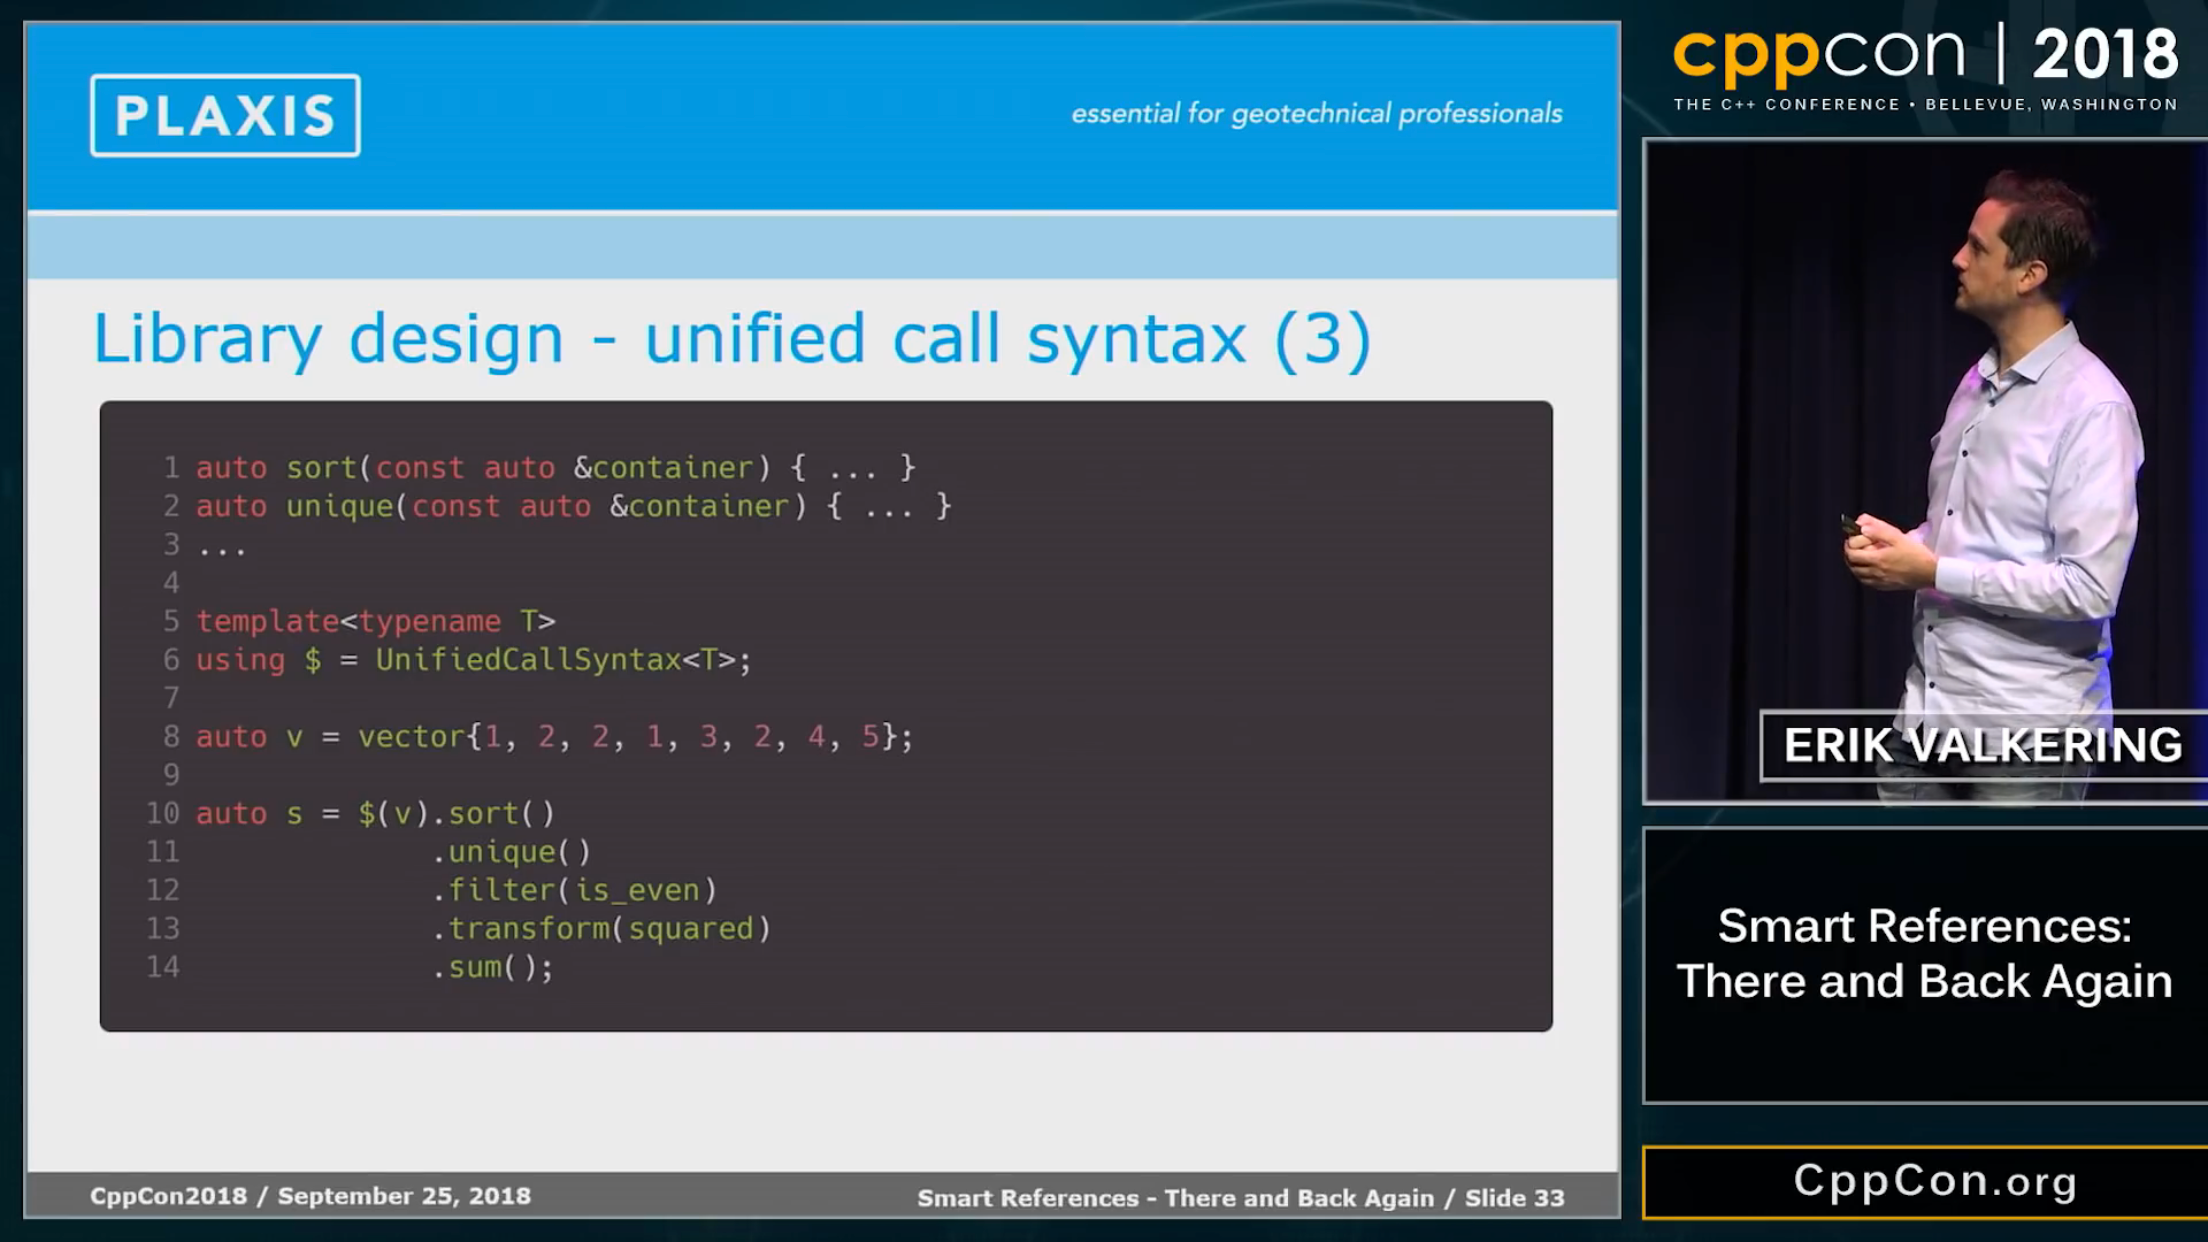 PLAXIS
essential for geotechnical professionals
Library design - unified call syntax (3)
1 auto sort(const auto &container) { ... }
2 auto unique(const auto &container) { ... }
3 ...
4
5 template<typename T>
6 using $ = UnifiedCallSyntax<T>;
7
8 auto v = vector{1, 2, 2, 1, 3, 2, 4, 5};
9
10 auto s = $(v).sort()
11 .unique()
12 .filter(is_even)
13 .transform(squared)
14 .sum();
CppCon2018 / September 25, 2018
Smart References - There and Back Again / Slide 33
cppcon | 2018
THE C++ CONFERENCE • BELLEVUE, WASHINGTON
ERIK VALKERING
Smart References:
There and Back Again
CppCon.org